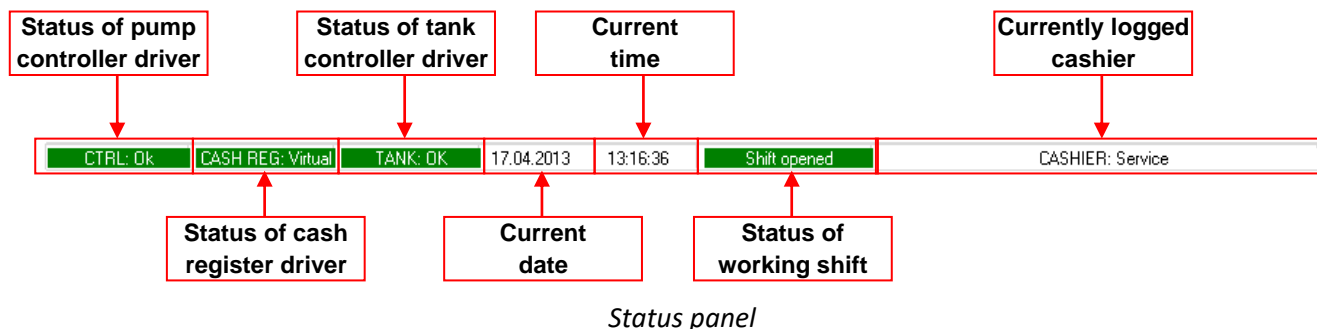 Status of pump
controller driver
Status of tank
controller driver
Current
time
Currently logged
cashier
CTRL: Ok
CASH REG: Virtual
TANK: OK
17.04.2013
13:16:36
Shift opened
CASHIER: Service
Status of cash
register driver
Current
date
Status of
working shift
Status panel